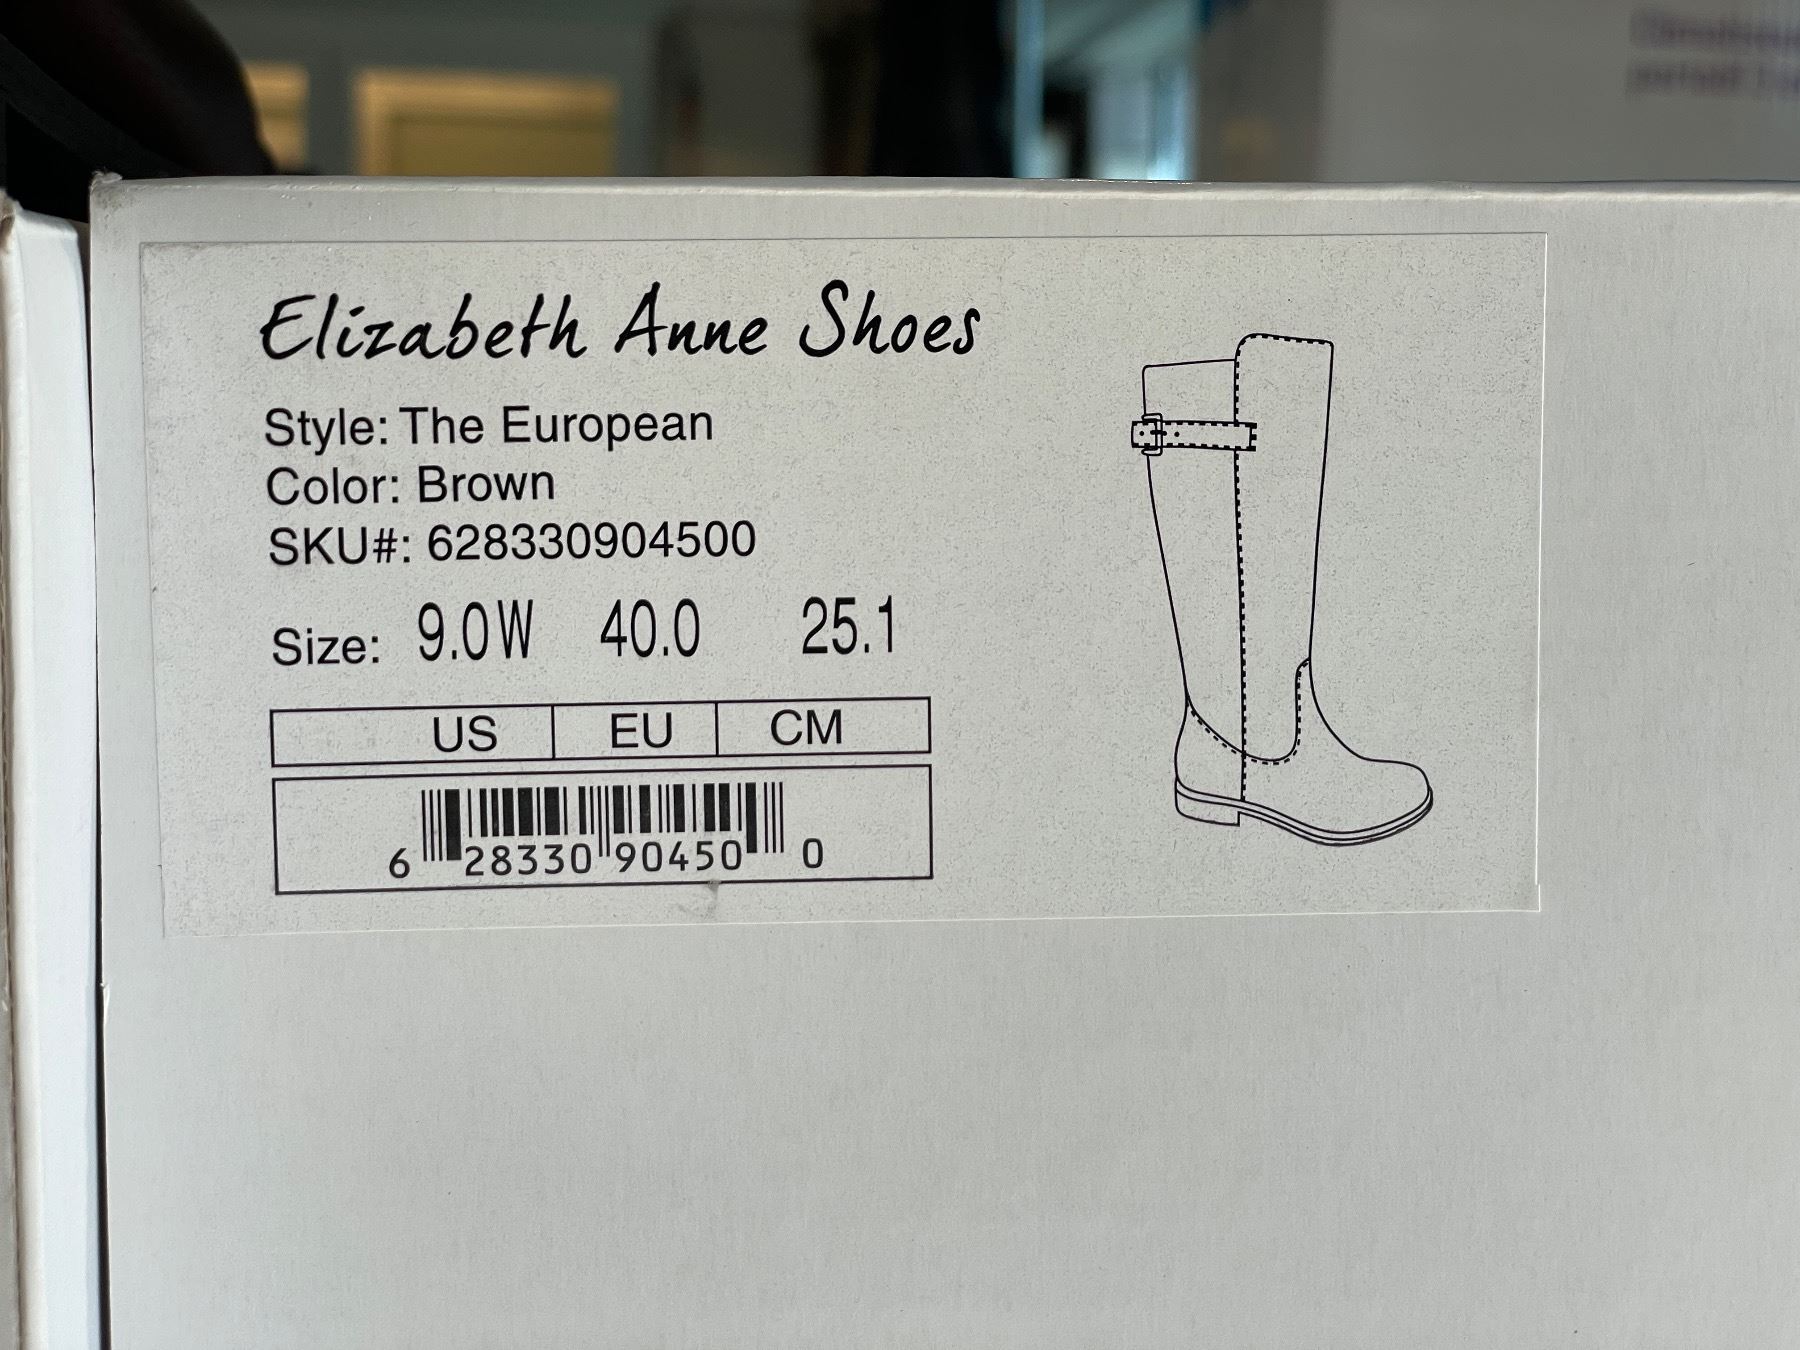 Elizabeth Anne Shoes
Style: The European
Color: Brown
SKU#: 628330904500
Size: 9.0W 40.0 25.1
US EU CM
6 28330 90450 0